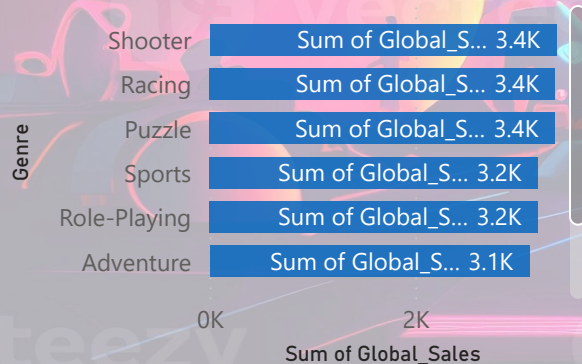 Genre
Shooter Sum of Global_S... 3.4K
Racing Sum of Global_S... 3.4K
Puzzle Sum of Global_S... 3.4K
Sports Sum of Global_S... 3.2K
Role-Playing Sum of Global_S... 3.2K
Adventure Sum of Global_S... 3.1K
0K 2K
Sum of Global_Sales
teezy